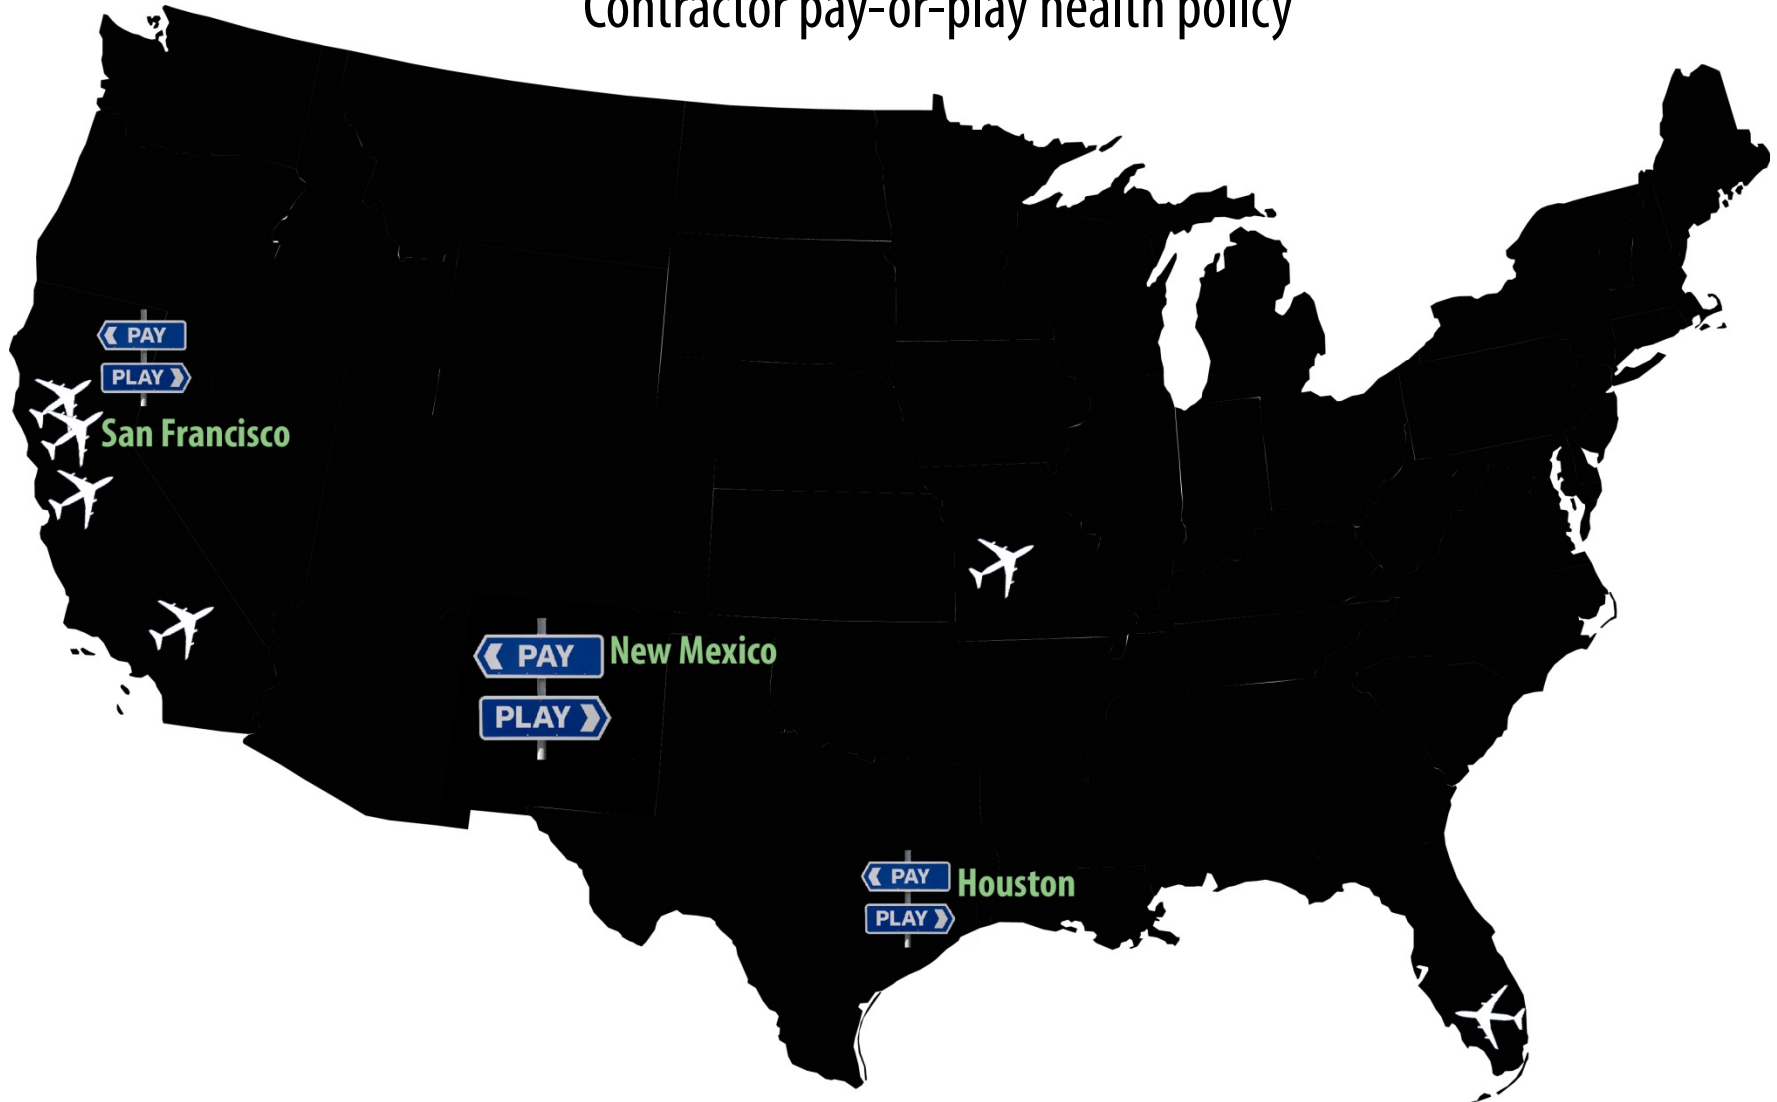 Contractor pay-or-play health policy
PAY
PLAY
San Francisco
PAY
New Mexico
PLAY
PAY
Houston
PLAY